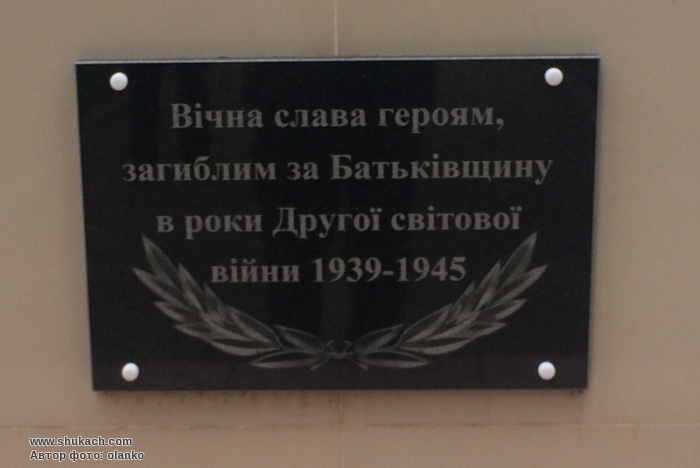 Вічна слава героям,
загиблим за Батьківщину
в роки Другої світової
війни 1939-1945
www.shukach.com
Автор фото: olanko